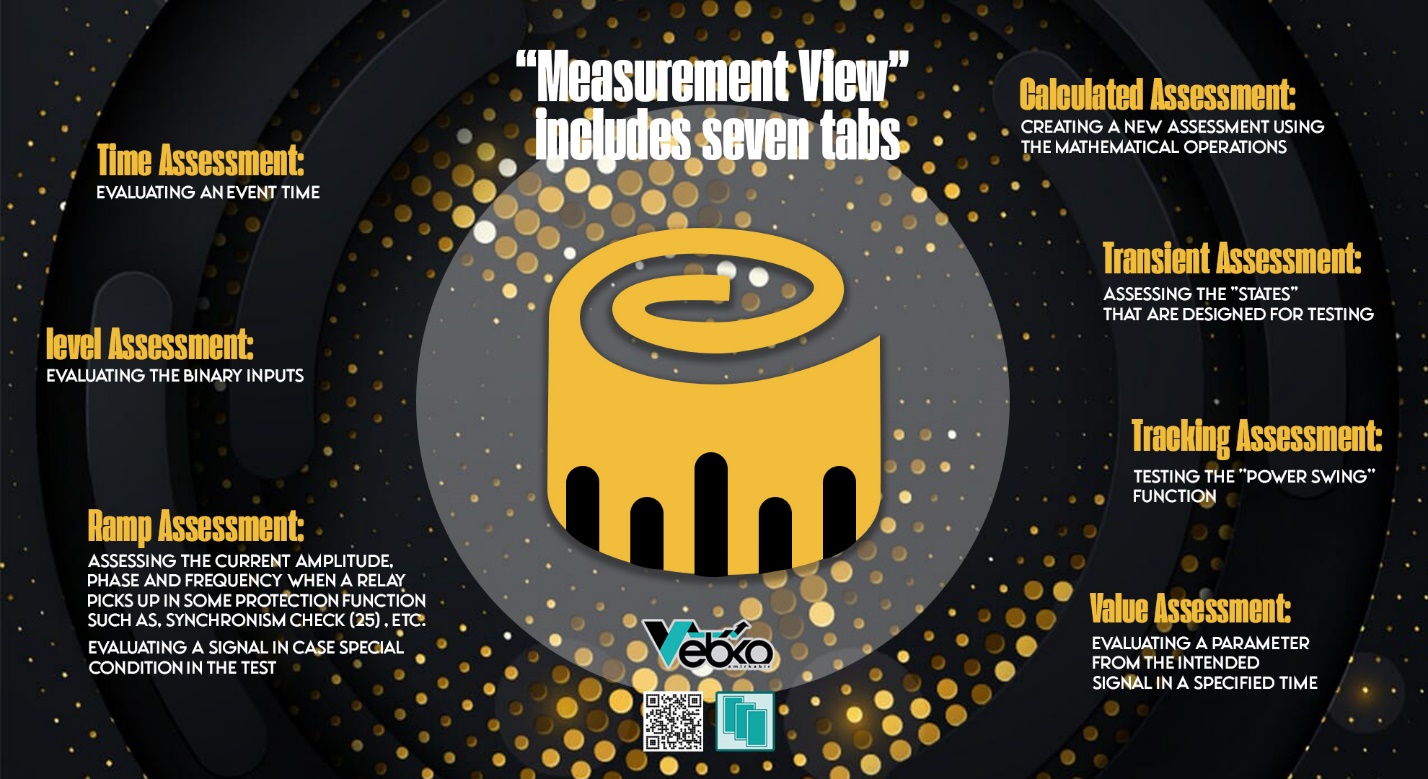 “Measurement View”
includes seven tabs
Time Assessment:
EVALUATING AN EVENT TIME
level Assessment:
EVALUATING THE BINARY INPUTS
Ramp Assessment:
ASSESSING THE CURRENT AMPLITUDE,
PHASE AND FREQUENCY WHEN A RELAY
PICKS UP IN SOME PROTECTION FUNCTION
SUCH AS, SYNCHRONISM CHECK (25) , ETC.
EVALUATING A SIGNAL IN CASE SPECIAL
CONDITION IN THE TEST
Calculated Assessment:
CREATING A NEW ASSESSMENT USING
THE MATHEMATICAL OPERATIONS
Transient Assessment:
ASSESSING THE "STATES"
THAT ARE DESIGNED FOR TESTING
Tracking Assessment:
TESTING THE "POWER SWING"
FUNCTION
Value Assessment:
EVALUATING A PARAMETER
FROM THE INTENDED
SIGNAL IN A SPECIFIED TIME
Vebko
amirkabir